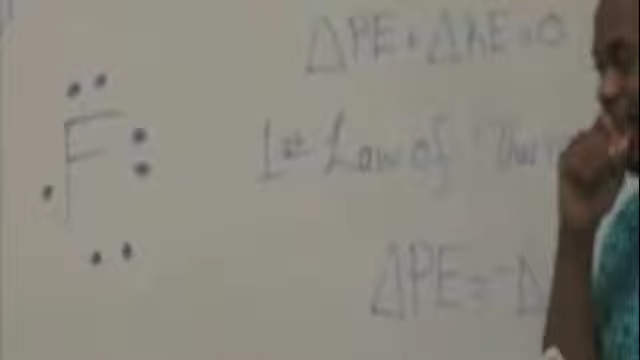 F
ΔPE + ΔKE = 0
1st Law of
ΔPE = -Δ